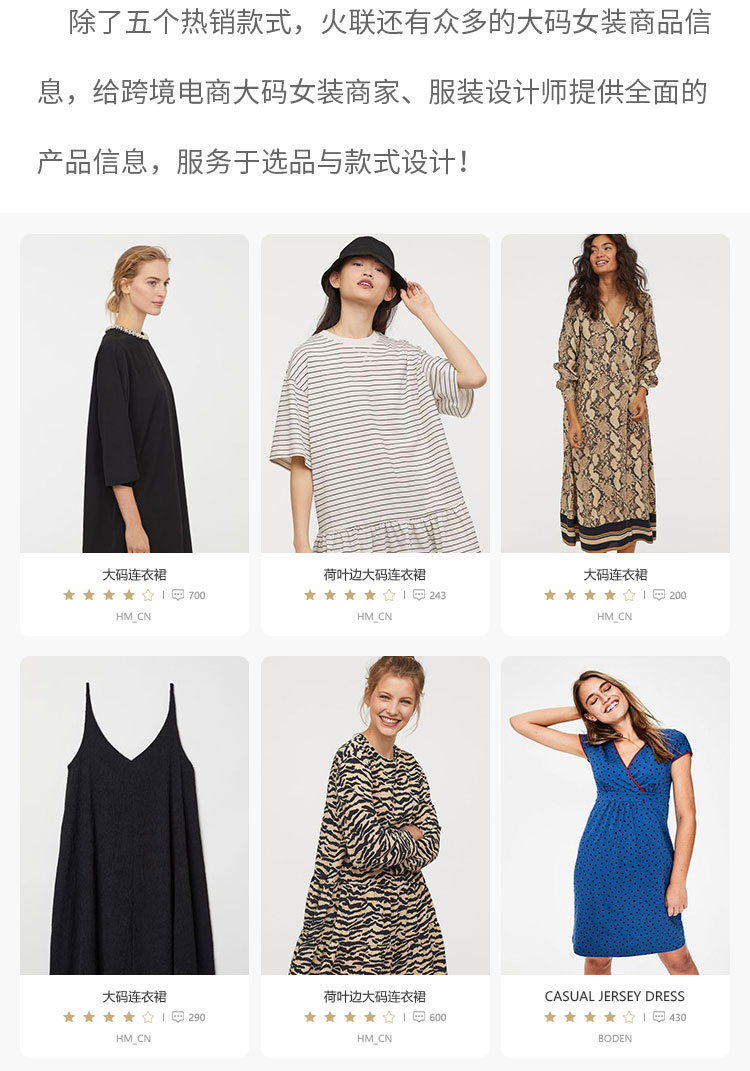 除了五个热销款式，火联还有众多的大码女装商品信
息，给跨境电商大码女装商家、服装设计师提供全面的
产品信息，服务于选品与款式设计！
大码连衣裙
700
HM_CN
荷叶边大码连衣裙
243
HM_CN
大码连衣裙
200
HM_CN
大码连衣裙
290
HM_CN
荷叶边大码连衣裙
600
HM_CN
CASUAL JERSEY DRESS
430
BODEN